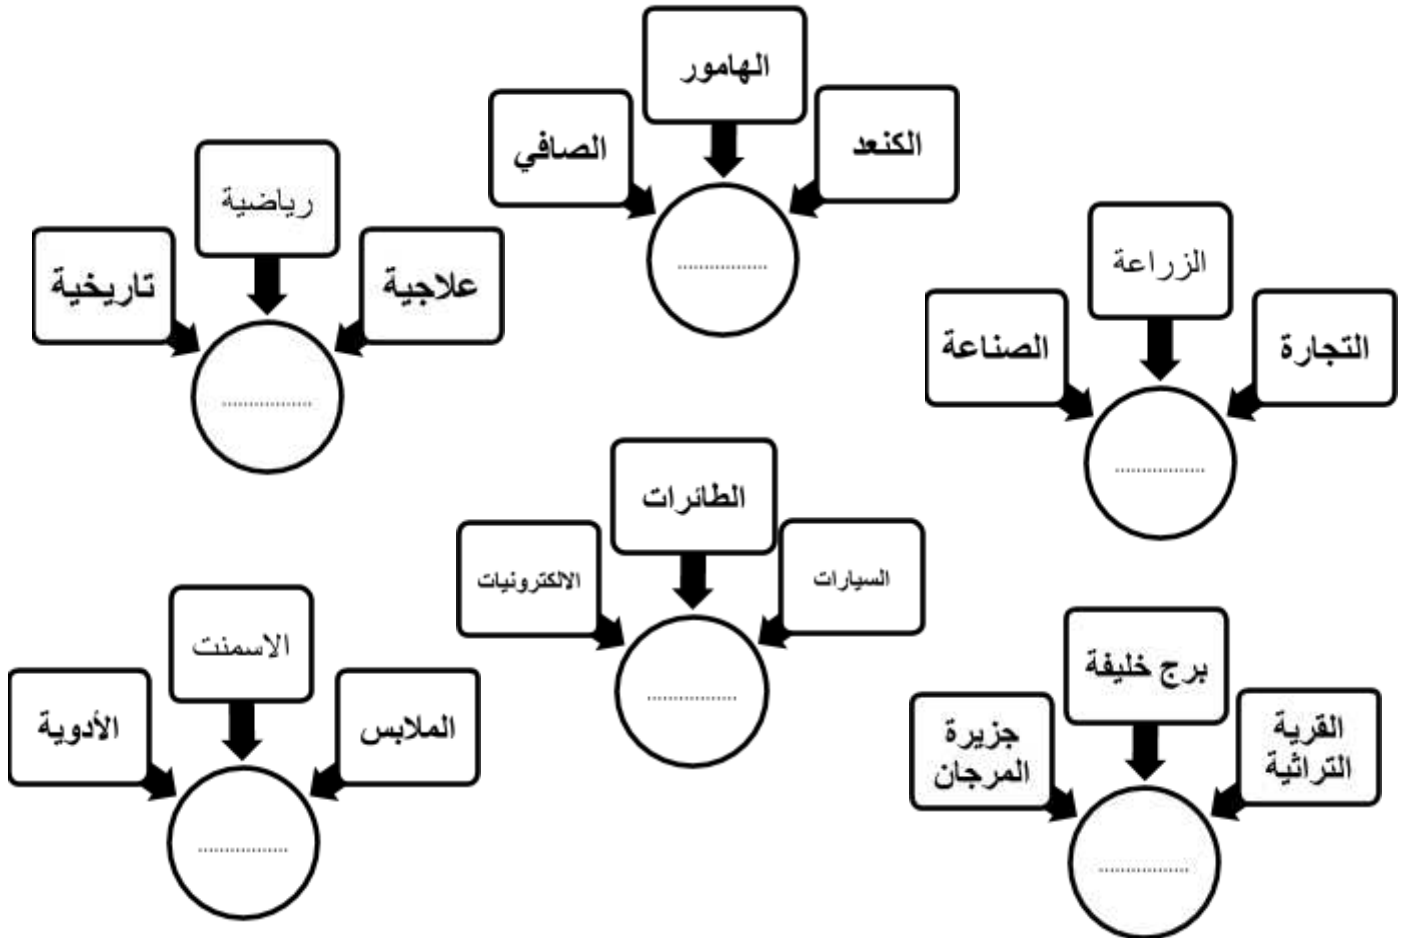 الهامور
الكنعد
الصافي
.................
رياضية
علاجية
تاريخية
.................
الزراعة
التجارة
الصناعة
.................
الطائرات
السيارات
الالكترونيات
.................
الاسمنت
الملابس
الأدوية
.................
برج خليفة
القرية
التراثية
جزيرة
المرجان
.................